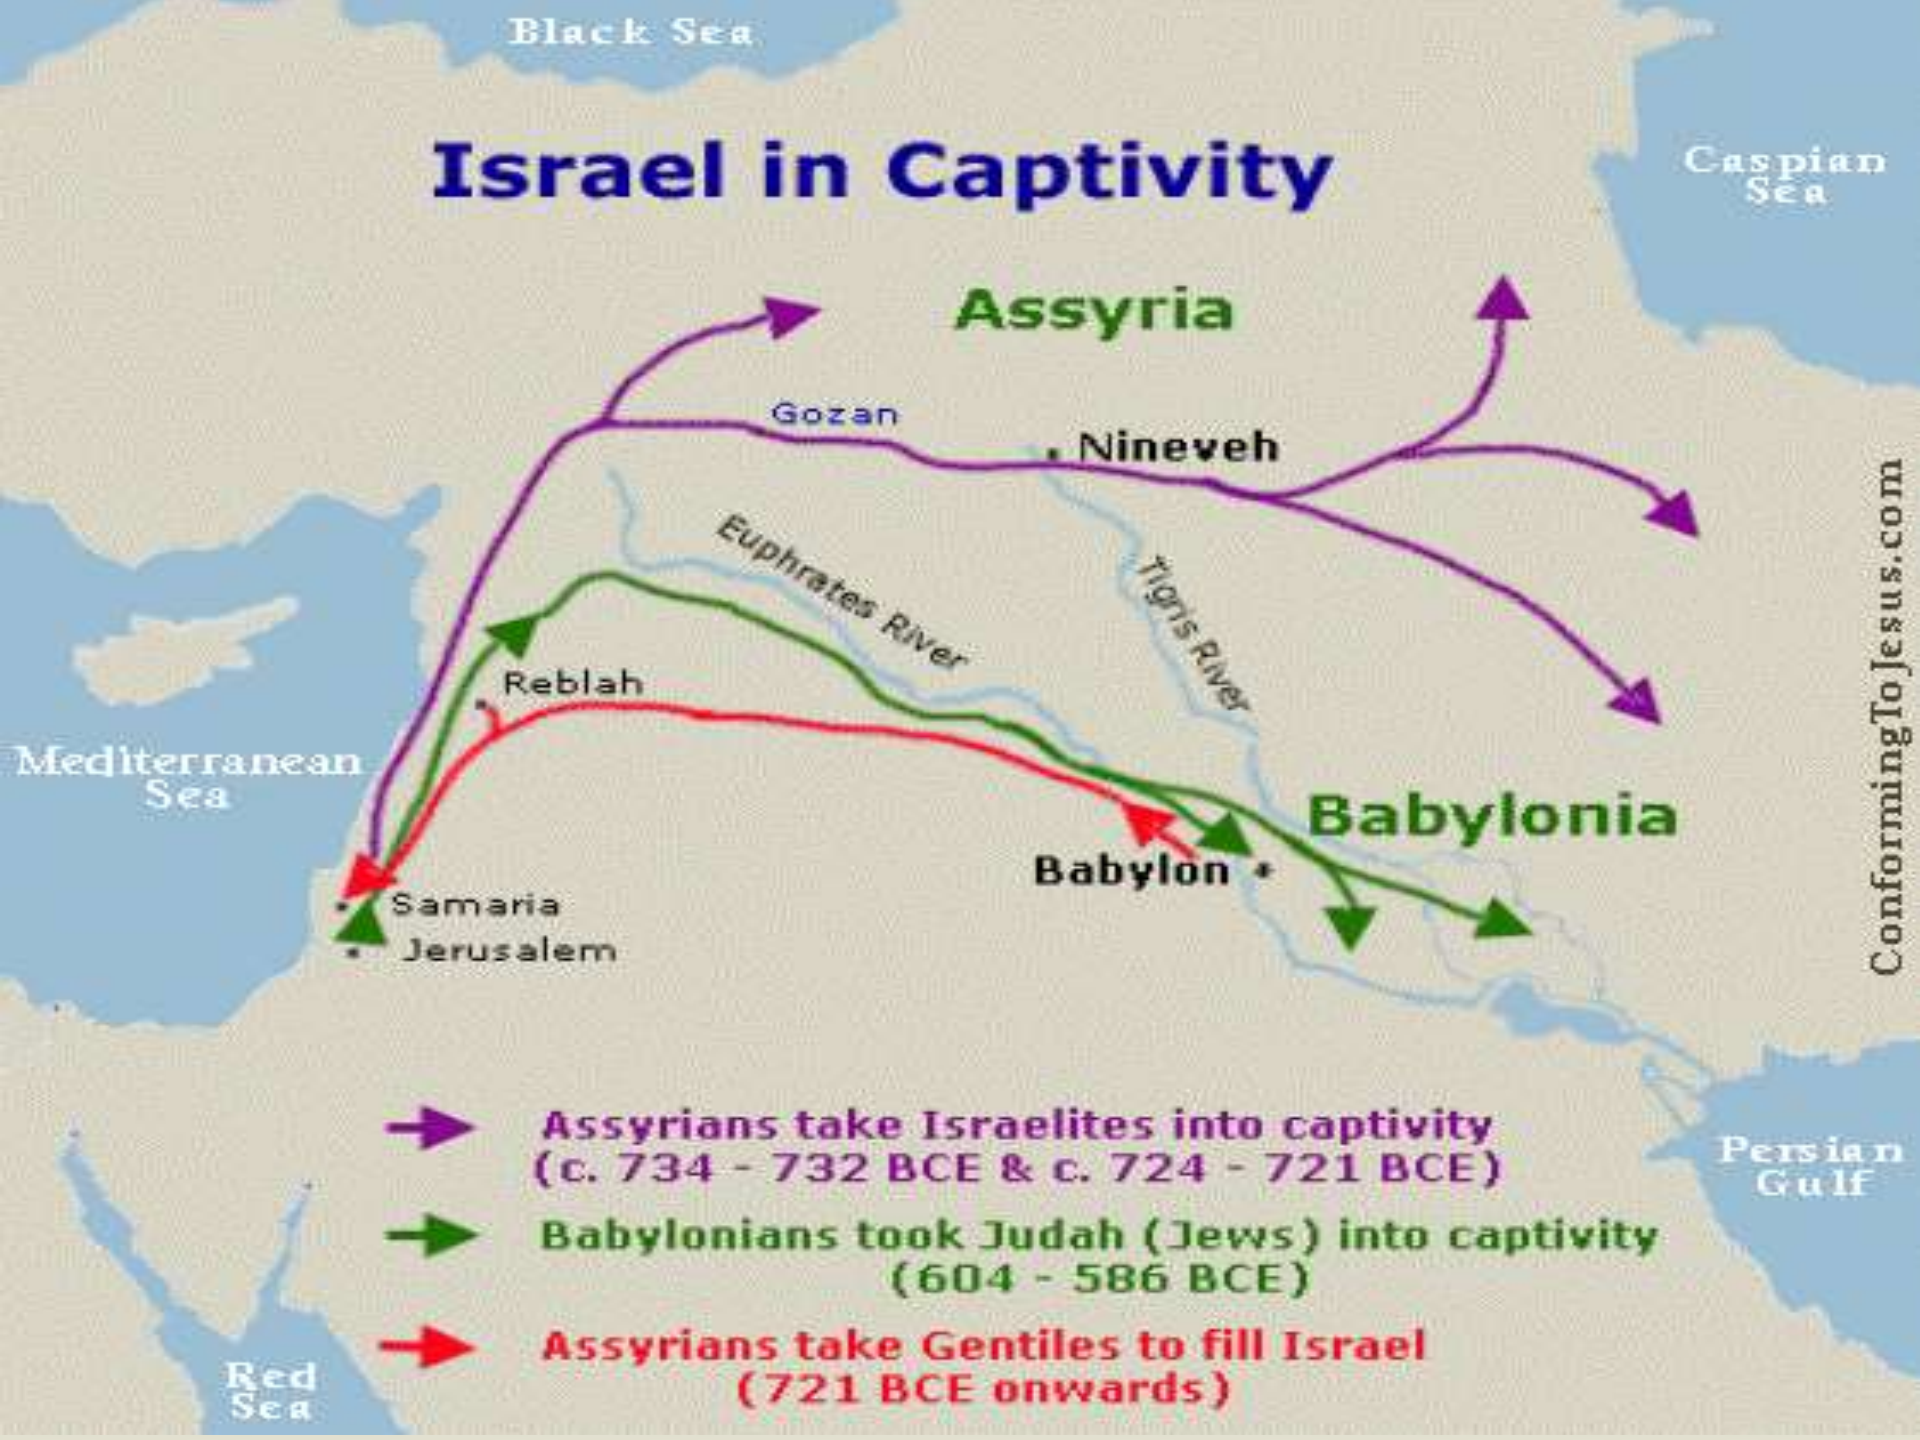 Black Sea
Israel in Captivity
Caspian
Sea
Assyria
Gozan
Nineveh
Euphrates River
Tigris River
Reblah
Mediterranean
Sea
Babylonia
Babylon
Samaria
Jerusalem
ConformingToJesus.com
Assyrians take Israelites into captivity
(c. 734 - 732 BCE & c. 724 - 721 BCE)
Persian
Gulf
Babylonians took Judah (Jews) into captivity
(604 - 586 BCE)
Assyrians take Gentiles to fill Israel
(721 BCE onwards)
Red
Sea